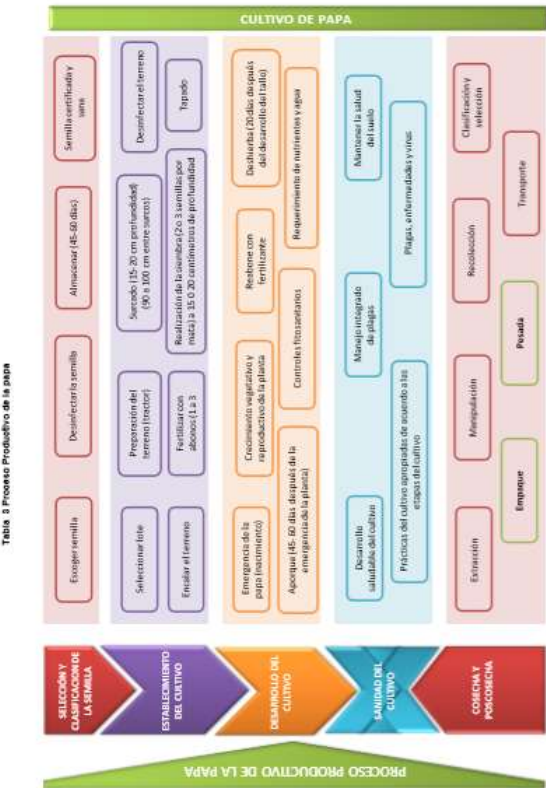 Tabla 3 Proceso Productivo de la papa
PROCESO PRODUCTIVO DE LA PAPA
CULTIVO DE PAPA
SELECCIÓN Y
CLASIFICACION DE
LA SEMILLA
Escoger semilla
Desinfectar la semilla
Almacenar (45-60 días)
Semilla certificada y
sana
ESTABLECIMIENTO
DEL CULTIVO
Seleccionar lote
Preparación del
terreno (tractor)
Surcado (15-20 cm profundidad)
(90 a 100 cm entre surcos)
Desinfectar el terreno
Encalar el terreno
Fertilizar con
abonos (1 a 3
Realización de la siembra (2 o 3 semillas por
mata) a 15 0 20 centímetros de profundidad
Tapado
DESARROLLO DEL
CULTIVO
Emergencia de la
papa (nacimiento)
Crecimiento vegetativo y
reproductivo de la planta
Reabone con
fertilizante
Deshierba (20 días después
del desarrollo del tallo)
Aporque (45- 60 días después de la
emergencia de la planta)
Controles fitosanitarios
Requerimiento de nutrientes y agua
SANIDAD DEL
CULTIVO
Desarrollo
saludable del cultivo
Manejo integrado
de plagas
Mantener la salud
del suelo
Prácticas del cultivo apropiadas de acuerdo a las
etapas del cultivo
Plagas, enfermedades y virus
COSECHA Y
POSCOSECHA
Extracción
Manipulación
Recolección
Clasificación y
selección
Empaque
Pesada
Transporte